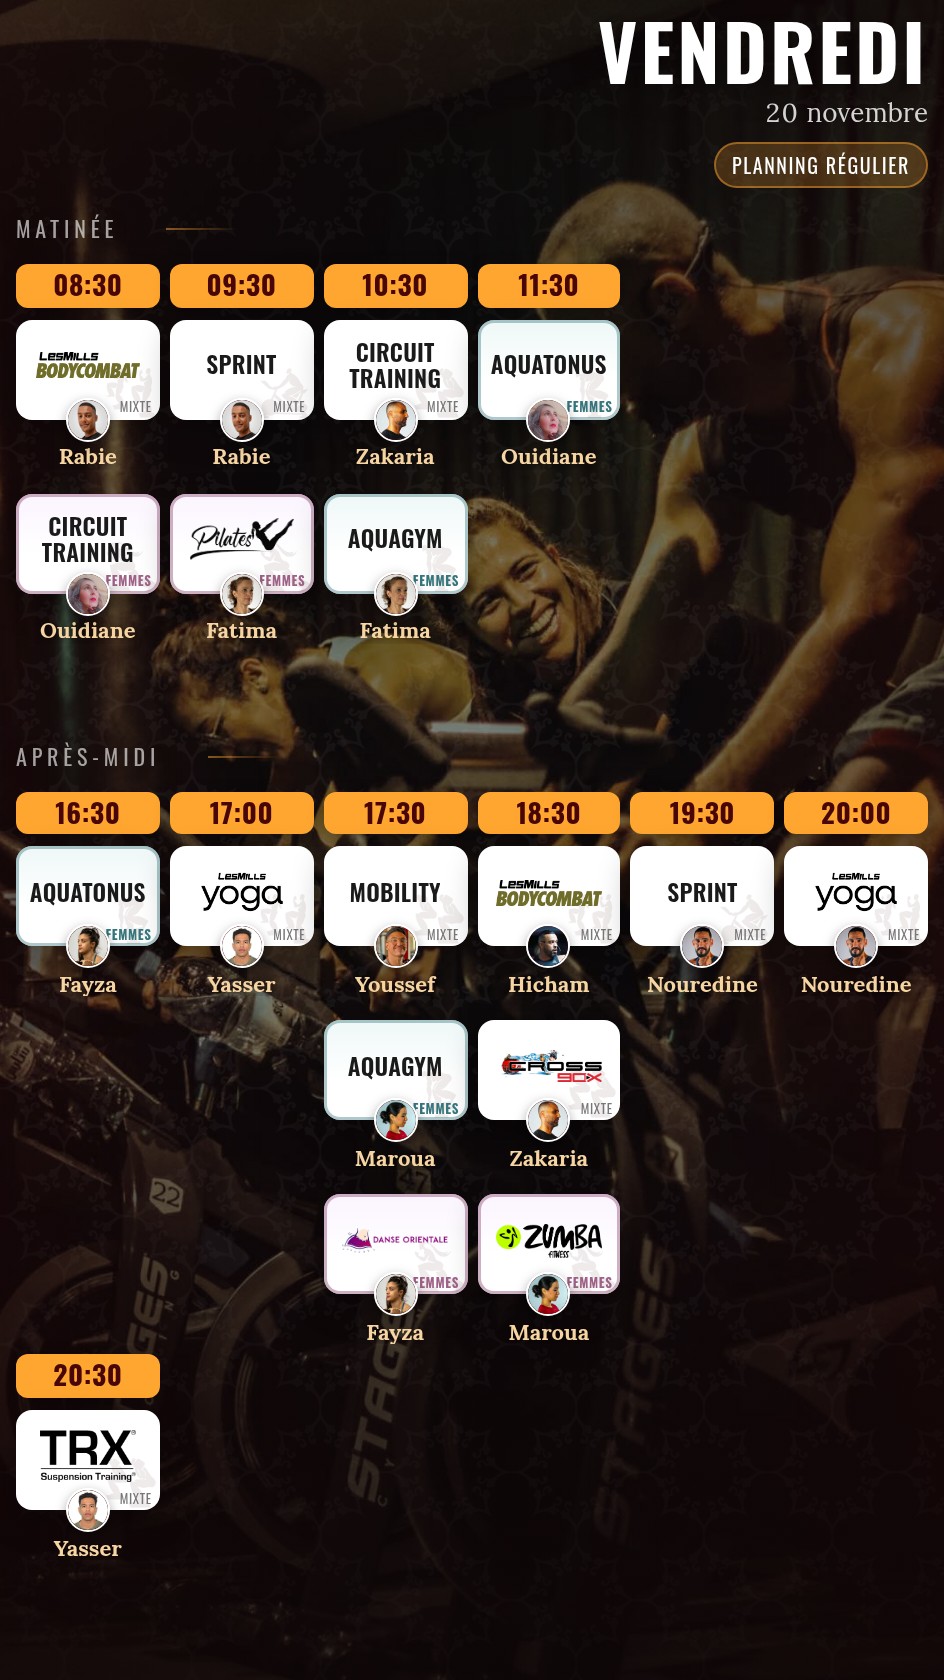 VENDREDI
20 novembre
PLANNING RÉGULIER
MATINÉE
08:30 09:30 10:30 11:30
LesMILLS BODYCOMBAT
MIXTE
Rabie
SPRINT
MIXTE
Rabie
CIRCUIT
TRAINING
MIXTE
Zakaria
AQUATONUS
FEMMES
Ouidiane
CIRCUIT
TRAINING
FEMMES
Ouidiane
Pilates
FEMMES
Fatima
AQUAGYM
FEMMES
Fatima
APRÈS-MIDI
16:30 17:00 17:30 18:30 19:30 20:00
AQUATONUS
FEMMES
Fayza
LesMILLS
yoga
MIXTE
Yasser
MOBILITY
MIXTE
Youssef
LesMILLS
BODYCOMBAT
MIXTE
Hicham
SPRINT
MIXTE
Nouredine
LesMILLS
yoga
MIXTE
Nouredine
AQUAGYM
FEMMES
Maroua
CROSS
90X
MIXTE
Zakaria
DANSE ORIENTALE
FEMMES
Fayza
ZUMBA
FITNESS
FEMMES
Maroua
20:30
TRX
Suspension Training®
MIXTE
Yasser
22
STAGES
STAGES